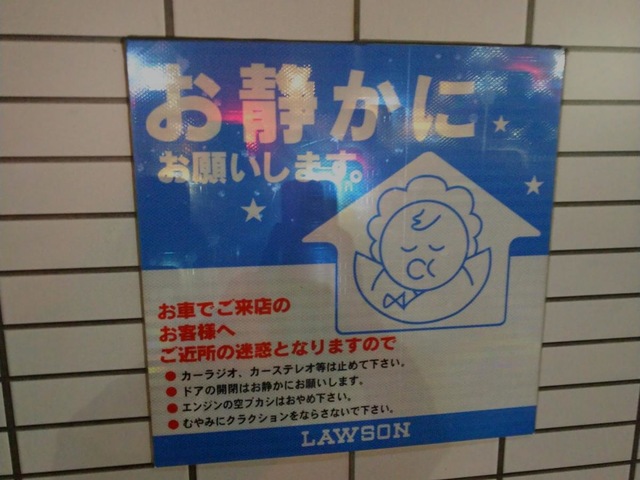 お静かに
お願いします。
お車でご来店の
お客様へ
ご近所の迷惑となりますので
● カーラジオ、カーステレオ等は止めて下さい。
● ドアの開閉はお静かにお願いします。
● エンジンの空ブカシはおやめ下さい。
● むやみにクラクションをならさないで下さい。
LAWSON